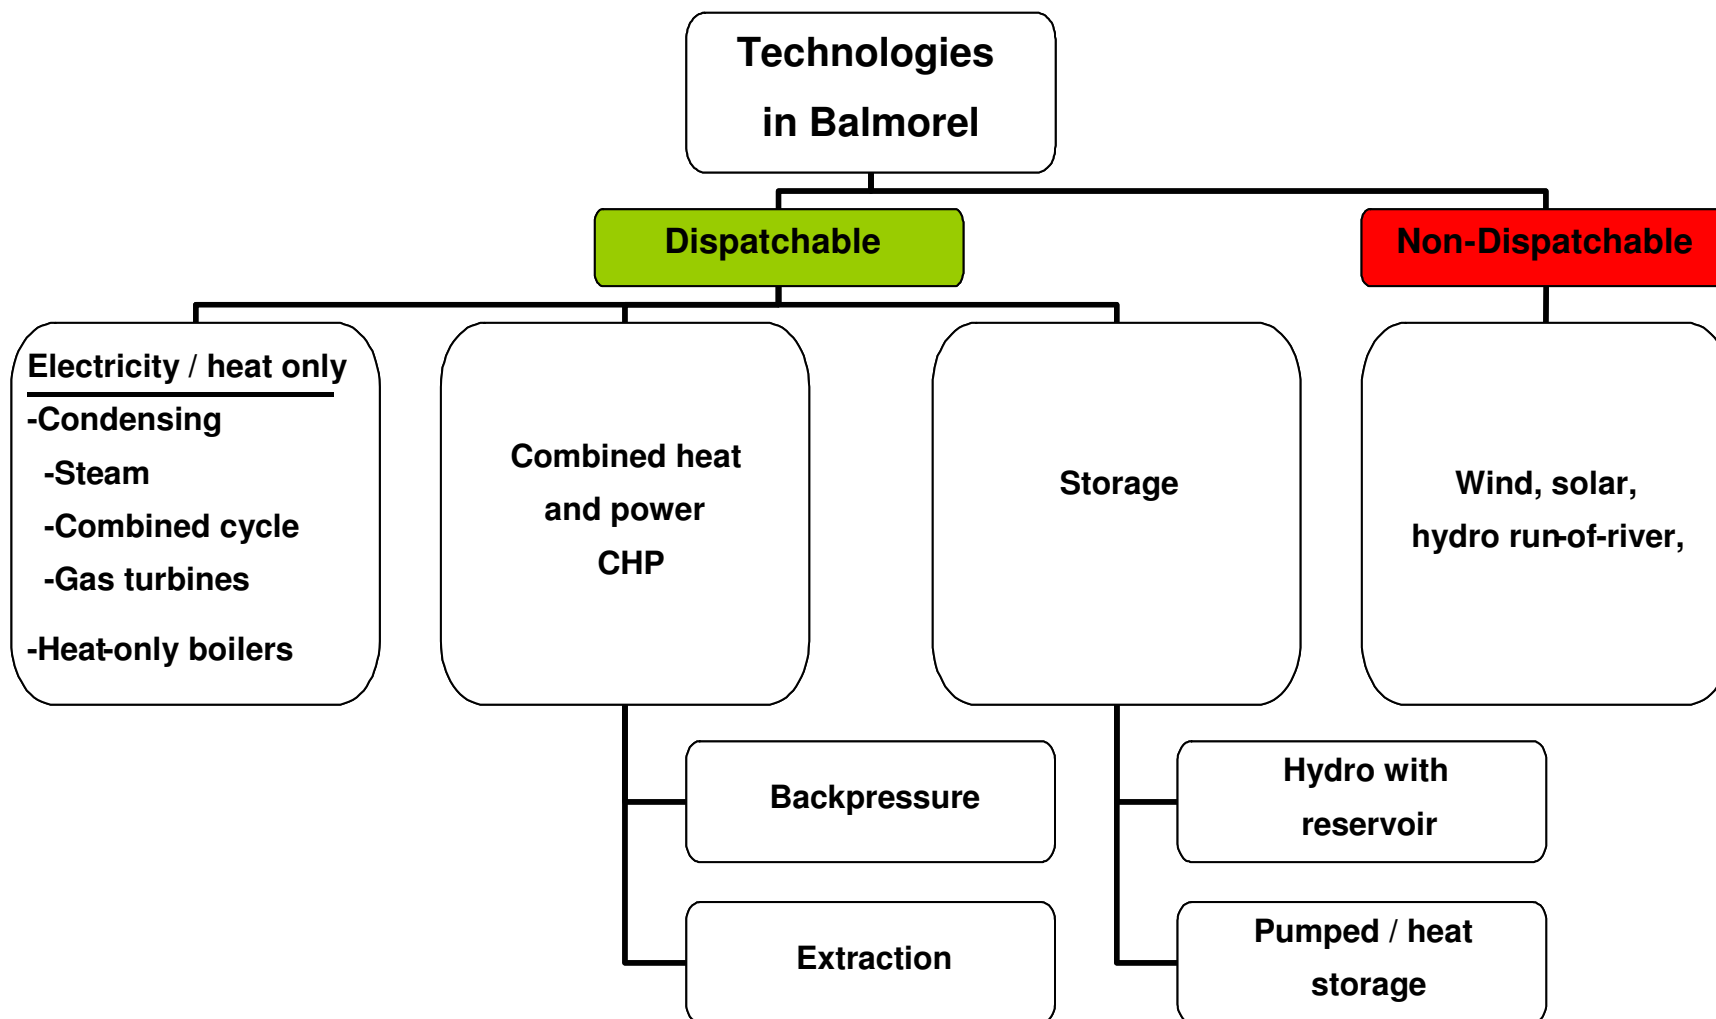 Technologies
in Balmorel
Dispatchable
Non-Dispatchable
Electricity / heat only
-Condensing
-Steam
-Combined cycle
-Gas turbines
-Heat-only boilers
Combined heat
and power
CHP
Storage
Wind, solar,
hydro run-of-river,
Backpressure
Extraction
Hydro with
reservoir
Pumped / heat
storage